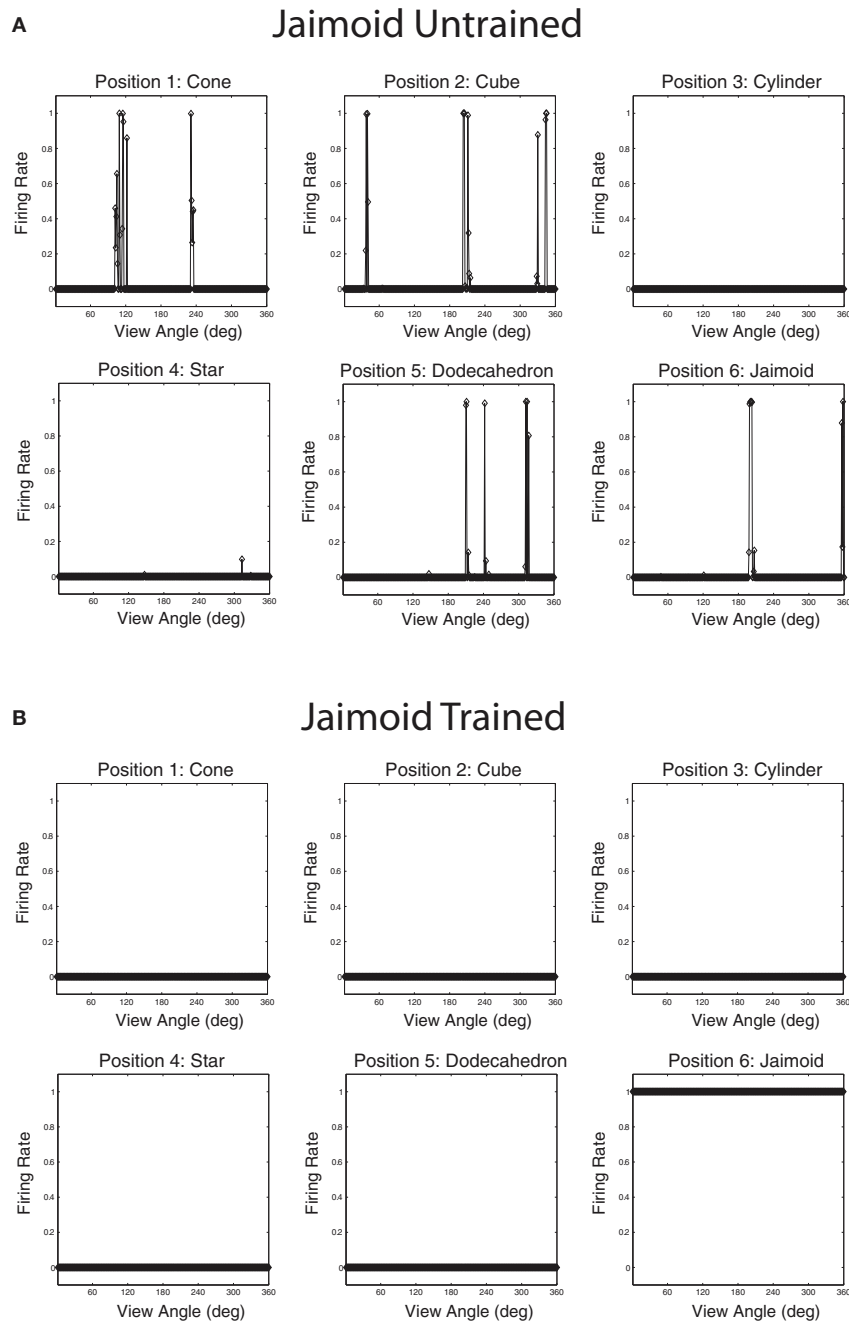 A
Jaimoid Untrained
Position 1: Cone
Position 2: Cube
Position 3: Cylinder
Firing Rate
1
0.8
0.6
0.4
0.2
0
60 120 180 240 300 360
View Angle (deg)
Firing Rate
1
0.8
0.6
0.4
0.2
0
60 120 180 240 300 360
View Angle (deg)
Firing Rate
1
0.8
0.6
0.4
0.2
0
60 120 180 240 300 360
View Angle (deg)
Position 4: Star
Position 5: Dodecahedron
Position 6: Jaimoid
Firing Rate
1
0.8
0.6
0.4
0.2
0
60 120 180 240 300 360
View Angle (deg)
Firing Rate
1
0.8
0.6
0.4
0.2
0
60 120 180 240 300 360
View Angle (deg)
Firing Rate
1
0.8
0.6
0.4
0.2
0
60 120 180 240 300 360
View Angle (deg)
B
Jaimoid Trained
Position 1: Cone
Position 2: Cube
Position 3: Cylinder
Firing Rate
1
0.8
0.6
0.4
0.2
0
60 120 180 240 300 360
View Angle (deg)
Firing Rate
1
0.8
0.6
0.4
0.2
0
60 120 180 240 300 360
View Angle (deg)
Firing Rate
1
0.8
0.6
0.4
0.2
0
60 120 180 240 300 360
View Angle (deg)
Position 4: Star
Position 5: Dodecahedron
Position 6: Jaimoid
Firing Rate
1
0.8
0.6
0.4
0.2
0
60 120 180 240 300 360
View Angle (deg)
Firing Rate
1
0.8
0.6
0.4
0.2
0
60 120 180 240 300 360
View Angle (deg)
Firing Rate
1
0.8
0.6
0.4
0.2
0
60 120 180 240 300 360
View Angle (deg)